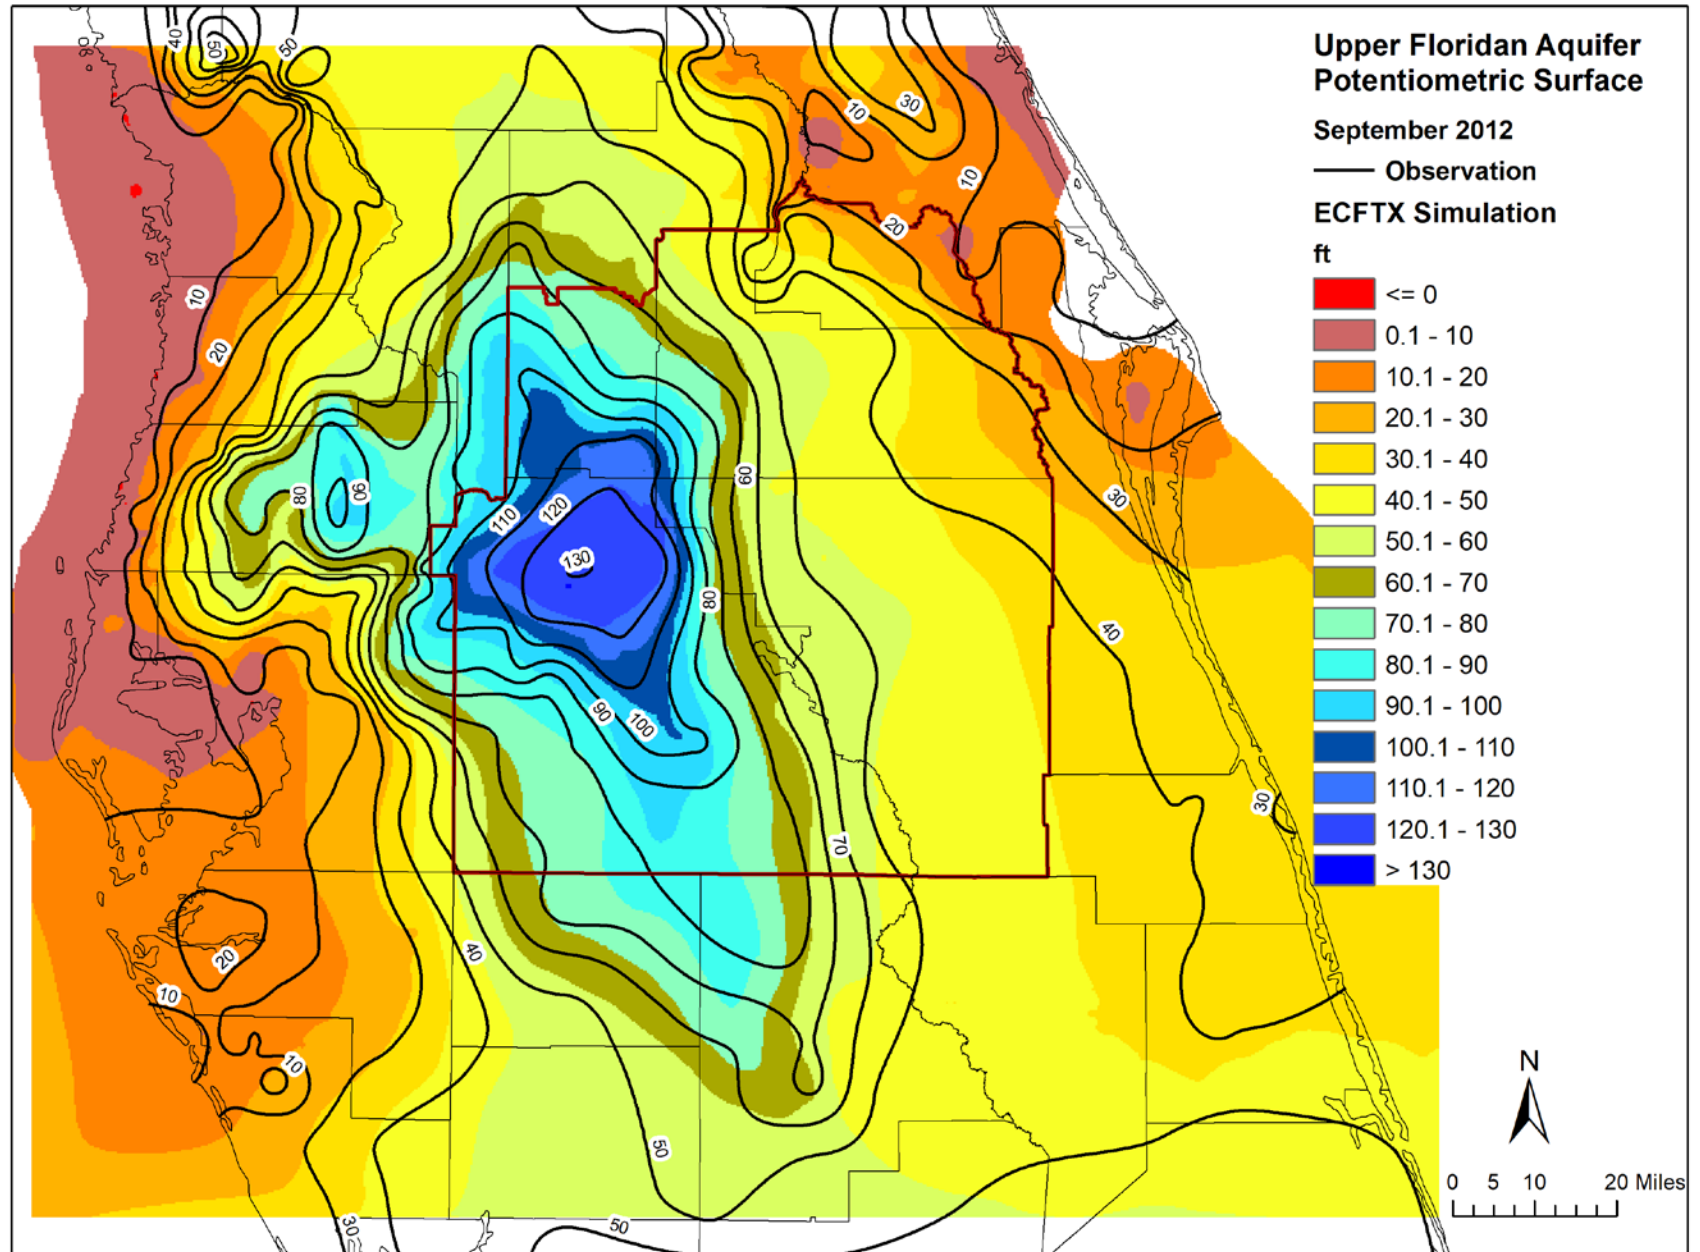 Upper Floridan Aquifer
Potentiometric Surface
September 2012
Observation
ECFTX Simulation
ft
<= 0
0.1 - 10
10.1 - 20
20.1 - 30
30.1 - 40
40.1 - 50
50.1 - 60
60.1 - 70
70.1 - 80
80.1 - 90
90.1 - 100
100.1 - 110
110.1 - 120
120.1 - 130
> 130
N
0 5 10 20 Miles
40
50
50
30
10
10
20
10
20
60
80
90
30
110
120
130
80
40
90
100
30
70
40
20
10
10
50
30
50